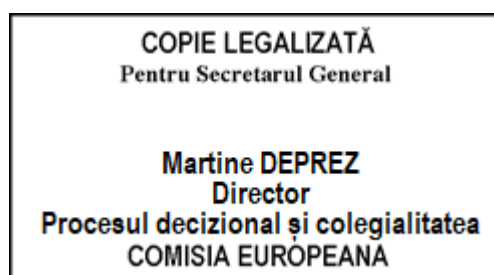 COPIE LEGALIZATĂ
Pentru Secretarul General
Martine DEPREZ
Director
Procesul decizional și colegialitatea
COMISIA EUROPEANA